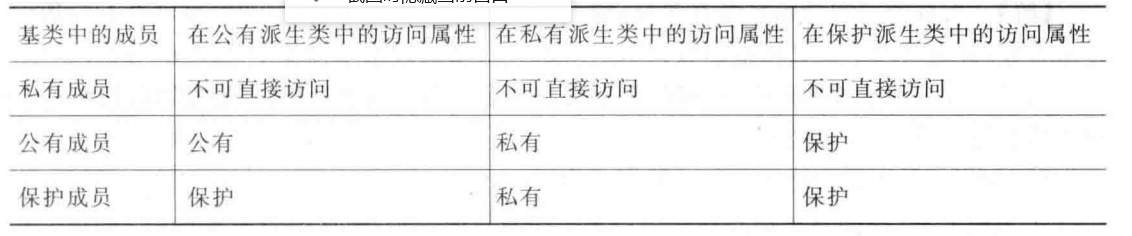 基类中的成员 在公有派生类中的访问属性 在私有派生类中的访问属性 在保护派生类中的访问属性
私有成员 不可直接访问 不可直接访问 不可直接访问
公有成员 公有 私有 保护
保护成员 保护 私有 保护